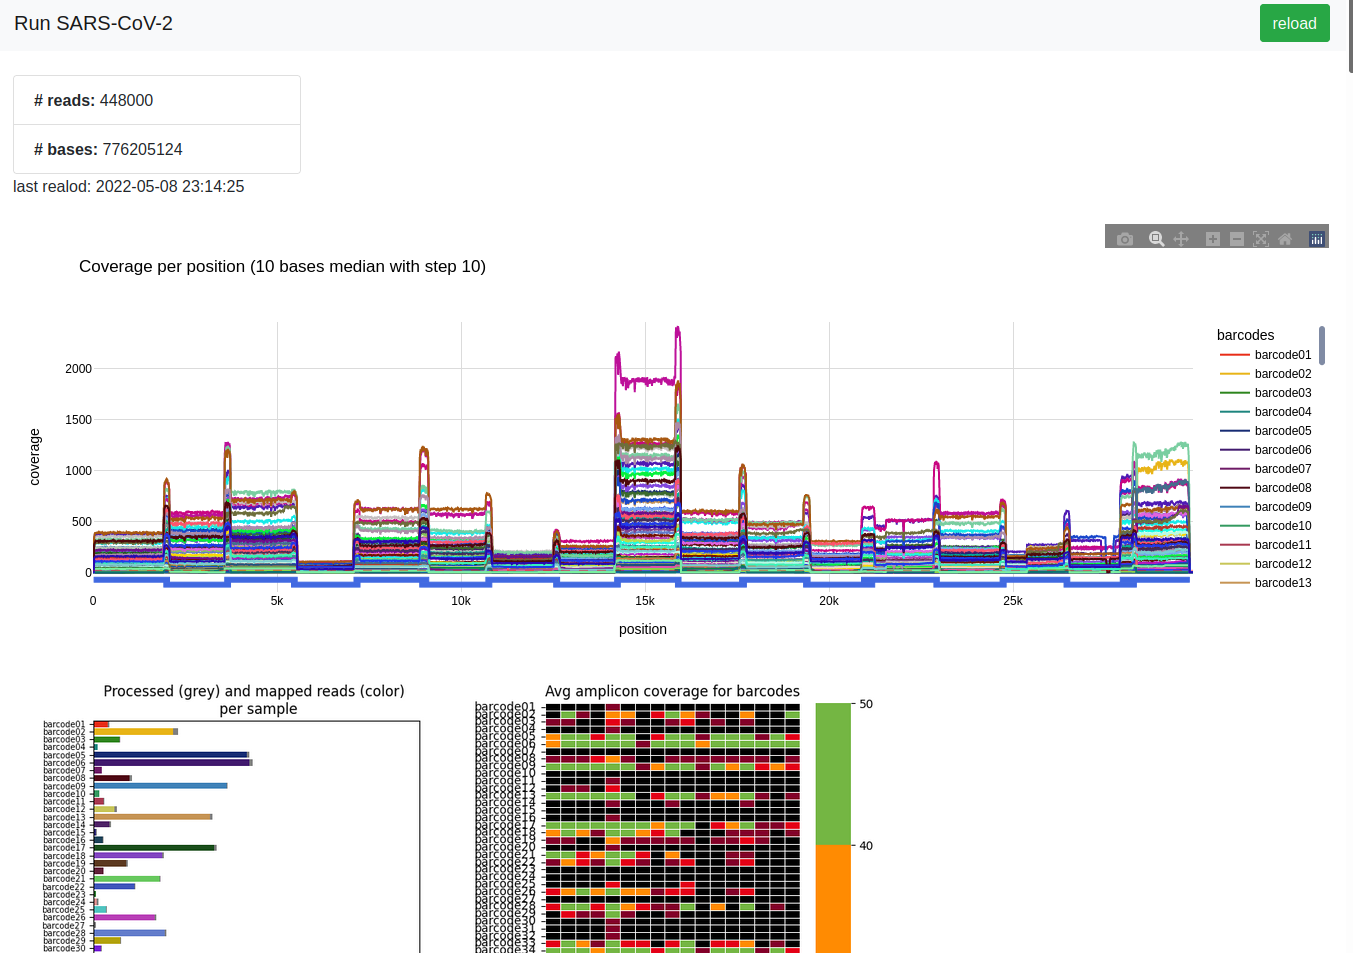 Run SARS-CoV-2
reload
# reads: 448000
# bases: 776205124
last realod: 2022-05-08 23:14:25
Coverage per position (10 bases median with step 10)
coverage
2000
1500
1000
500
0
0
5k
10k
15k
20k
25k
position
barcodes
barcode01
barcode02
barcode03
barcode04
barcode05
barcode06
barcode07
barcode08
barcode09
barcode10
barcode11
barcode12
barcode13
Processed (grey) and mapped reads (color)
per sample
barcode01
barcode02
barcode03
barcode04
barcode05
barcode06
barcode07
barcode08
barcode09
barcode10
barcode11
barcode12
barcode13
barcode14
barcode15
barcode16
barcode17
barcode18
barcode19
barcode20
barcode21
barcode22
barcode23
barcode24
barcode25
barcode26
barcode27
barcode28
barcode29
barcode30
Avg amplicon coverage for barcodes
barcode01
barcode02
barcode03
barcode04
barcode05
barcode06
barcode07
barcode08
barcode09
barcode10
barcode11
barcode12
barcode13
barcode14
barcode15
barcode16
barcode17
barcode18
barcode19
barcode20
barcode21
barcode22
barcode23
barcode24
barcode25
barcode26
barcode27
barcode28
barcode29
barcode30
barcode31
barcode32
barcode33
barcode34
50
40